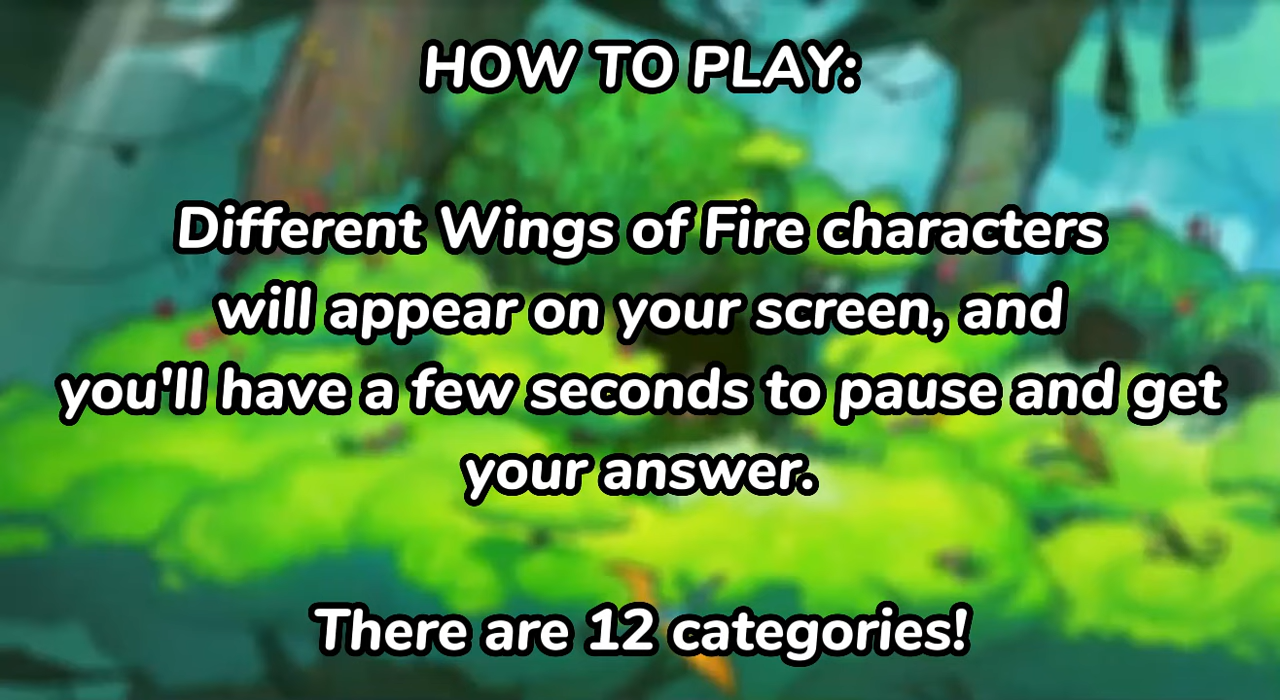 HOW TO PLAY:
Different Wings of Fire characters
will appear on your screen, and
you'll have a few seconds to pause and get
your answer.
There are 12 categories!